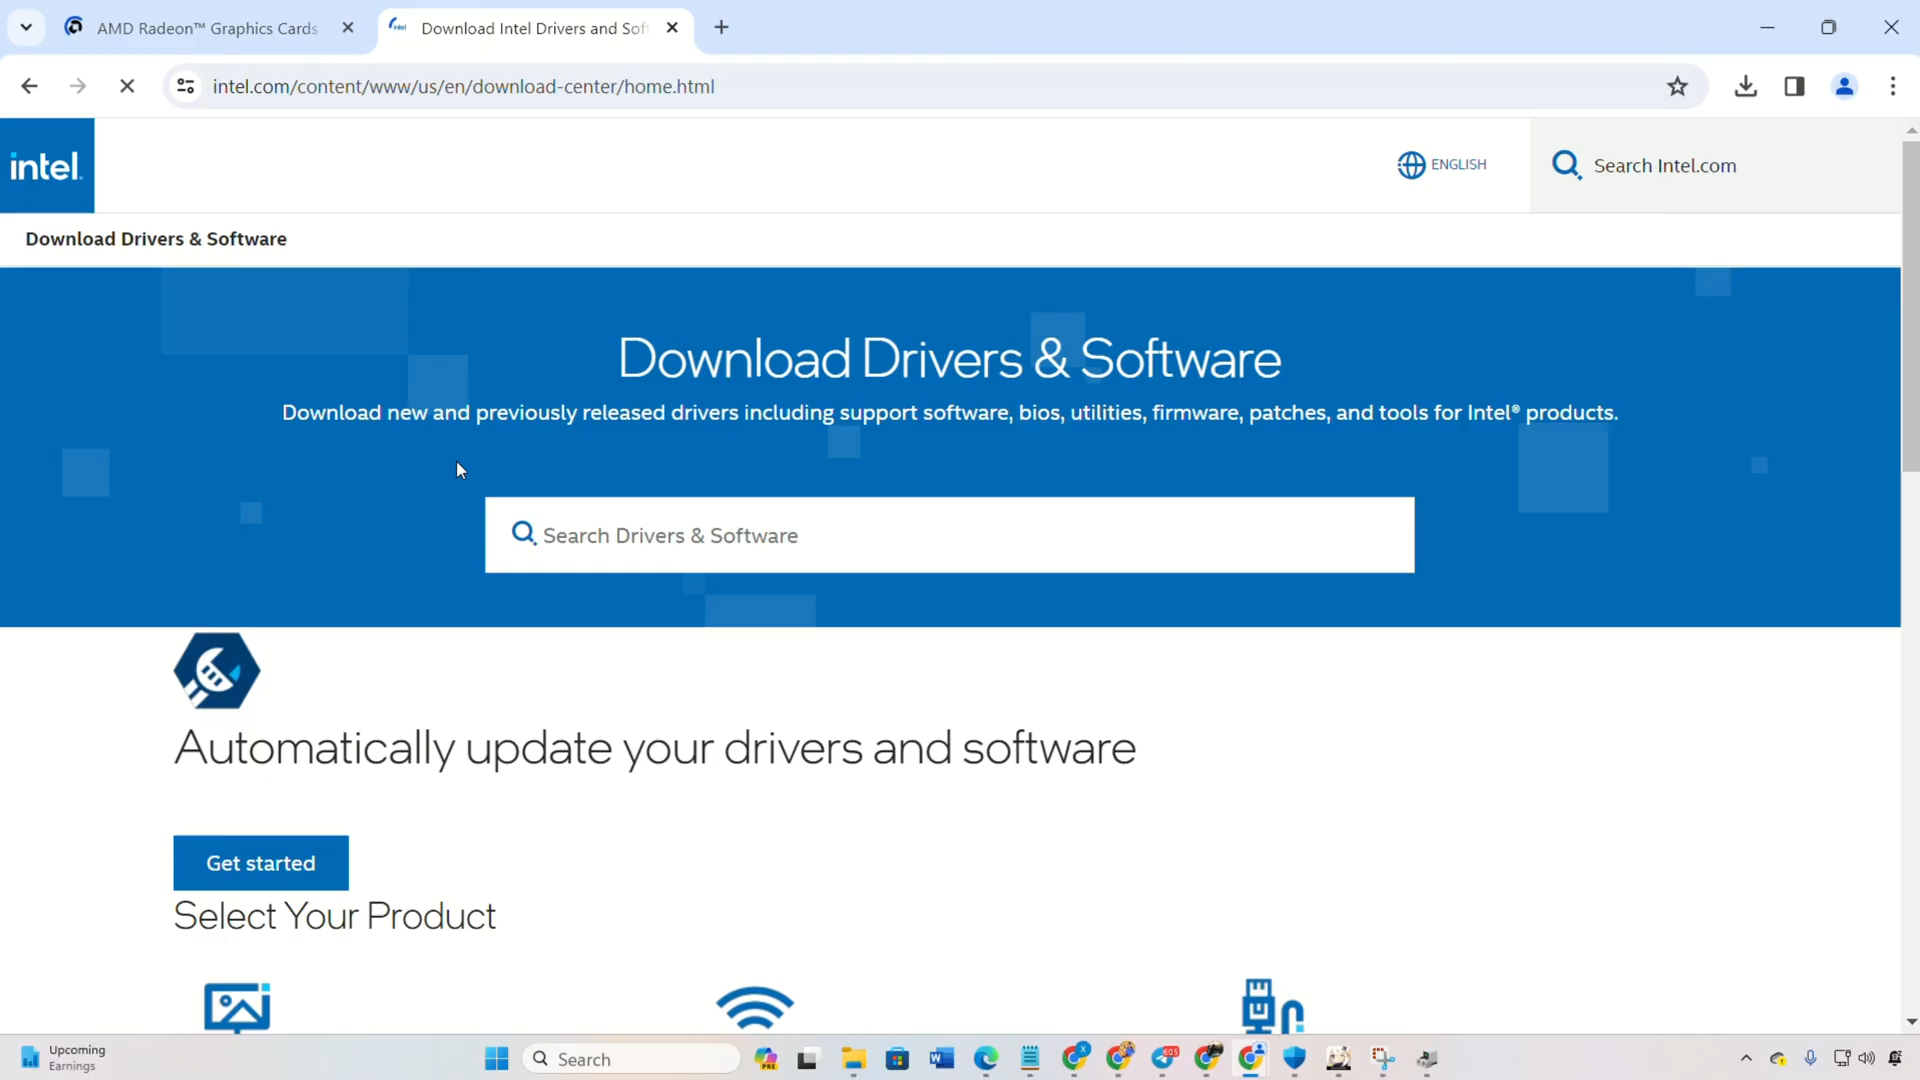 AMD Radeon™ Graphics Cards
intel
Download Intel Drivers and Sof
intel.com/content/www/us/en/download-center/home.html
intel.
ENGLISH
Search Intel.com
Download Drivers & Software
Download Drivers & Software
Download new and previously released drivers including support software, bios, utilities, firmware, patches, and tools for Intel® products.
Search Drivers & Software
Automatically update your drivers and software
Get started
Select Your Product
Upcoming
Earnings
Search
PRE
W
X
605